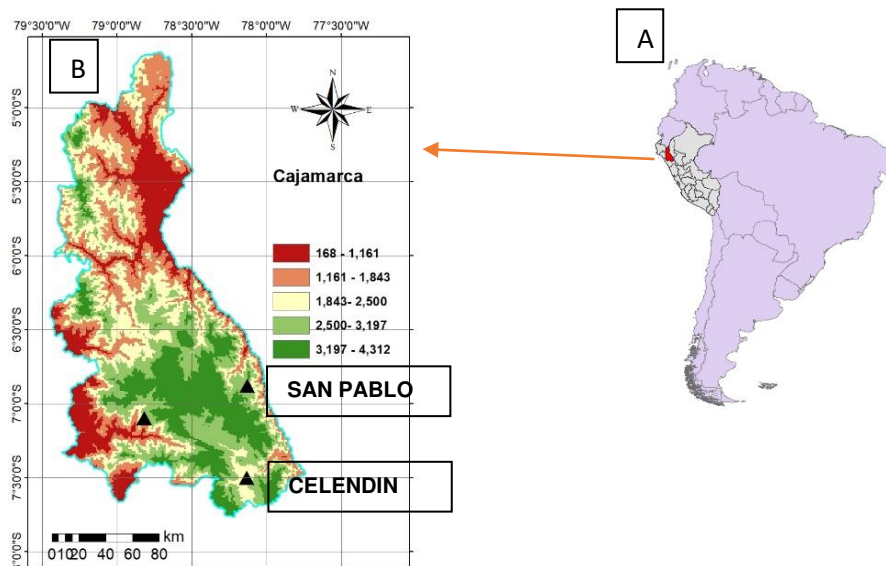 79°30'0"W 79°0'0"W 78°30'0"W 78°0'0"W 77°30'0"W
A
B
N
W E
S
5°0'0"S
5°30'0"S
6°0'0"S
6°30'0"S
7°0'0"S
7°30'0"S
0'0"S
Cajamarca
168 - 1,161
1,161 - 1,843
1,843- 2,500
2,500- 3,197
3,197 - 4,312
SAN PABLO
CELENDIN
km
01020 40 60 80